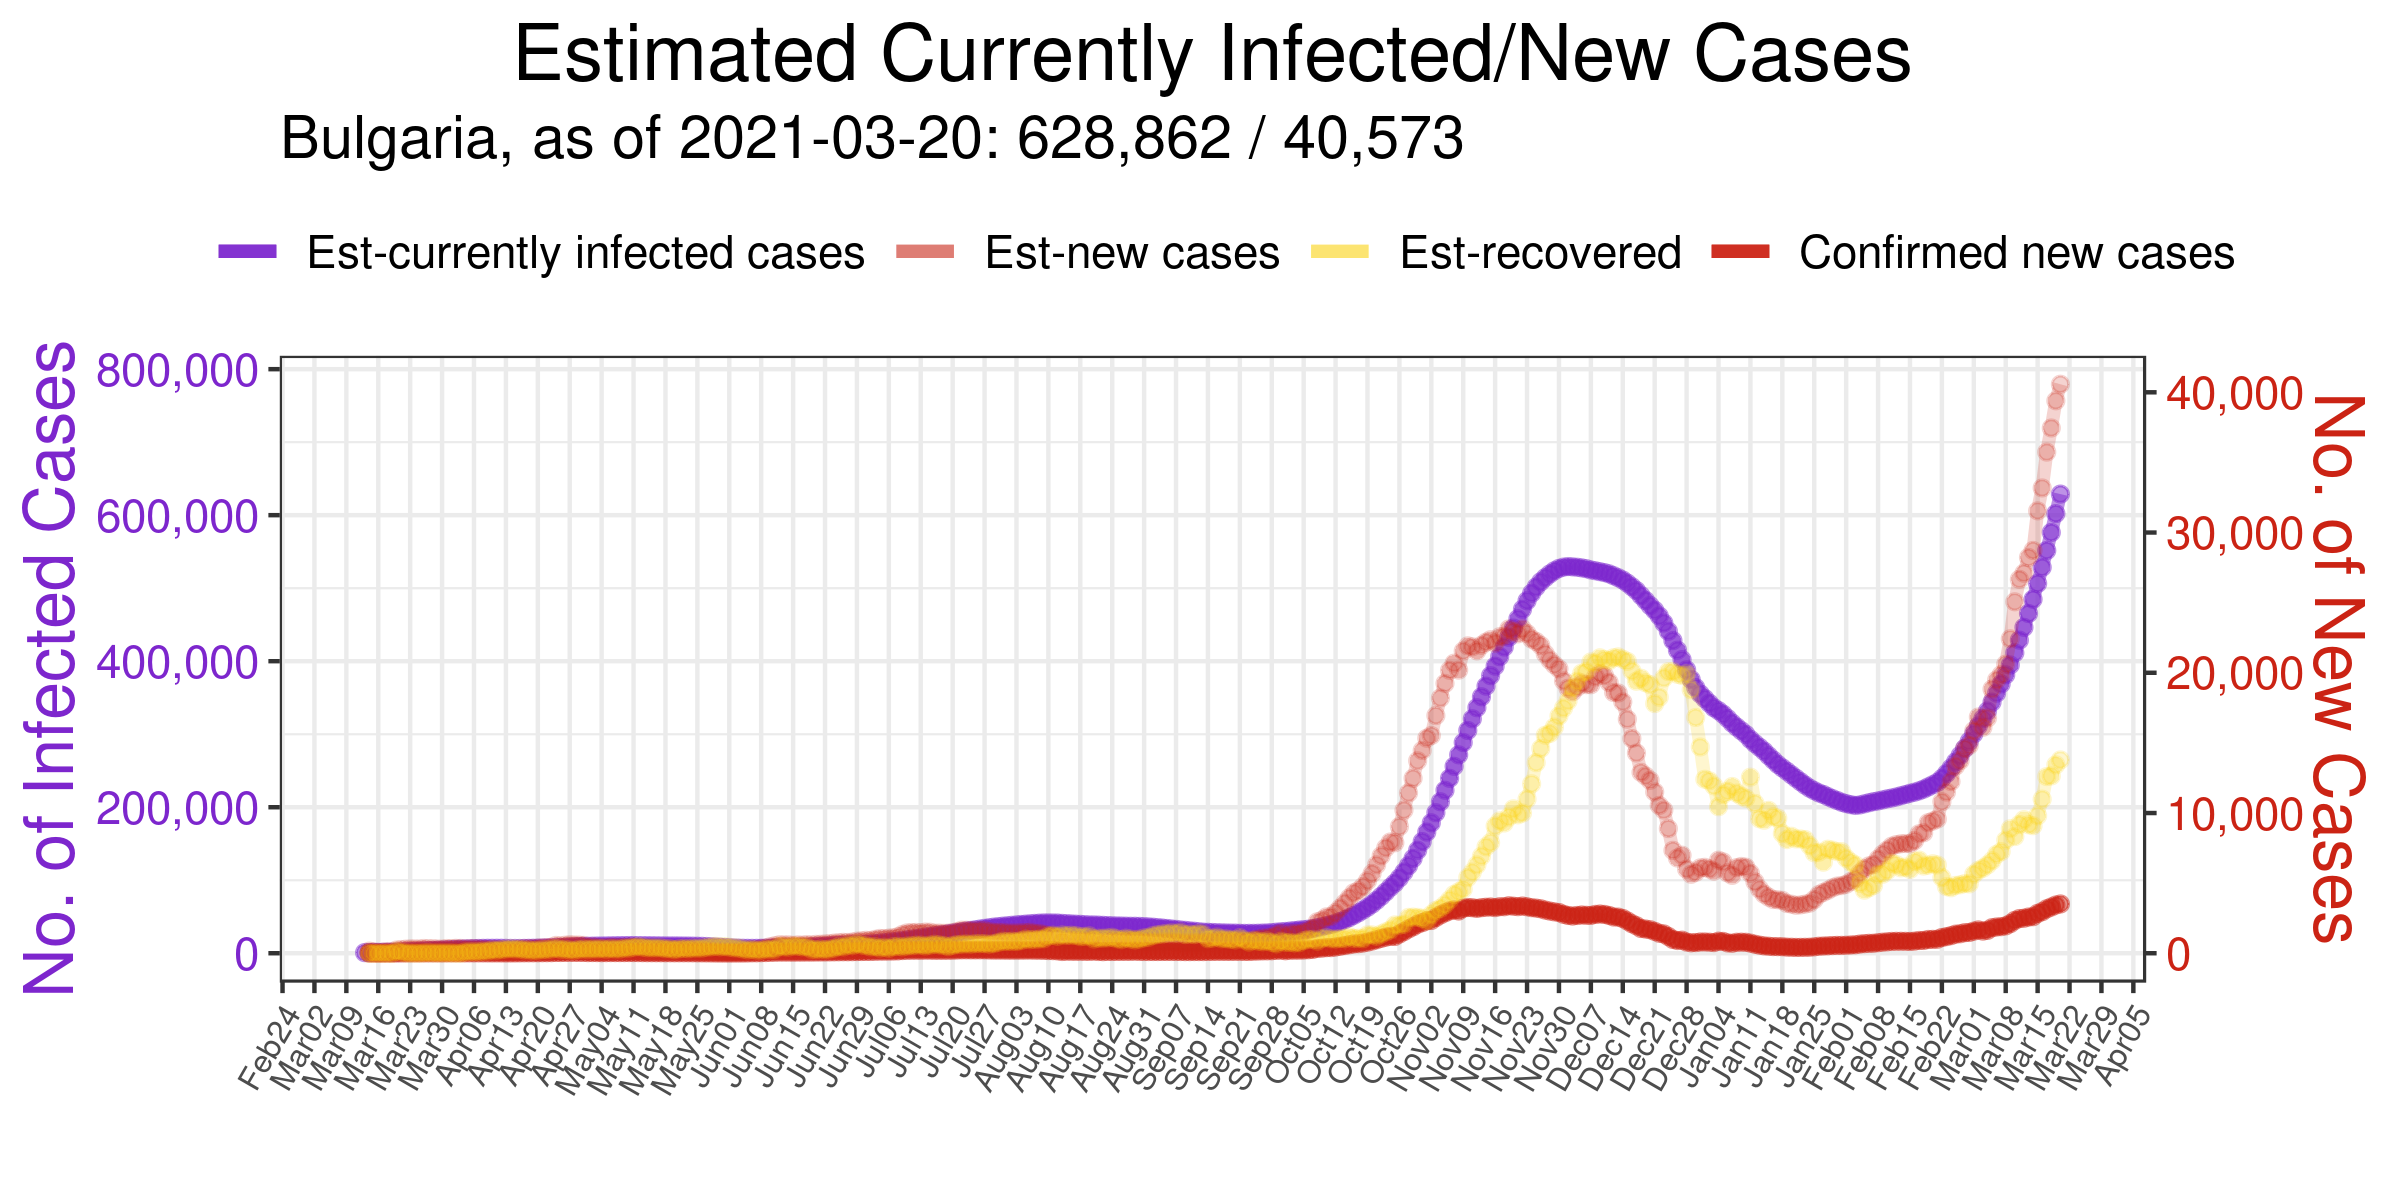 Estimated Currently Infected/New Cases
Bulgaria, as of 2021-03-20: 628,862 / 40,573
Est-currently infected cases Est-new cases Est-recovered Confirmed new cases
No. of Infected Cases
800,000
600,000
400,000
200,000
0
40,000
30,000
20,000
10,000
0
No. of New Cases
Feb24 Mar02 Mar09 Mar16 Mar23 Mar30 Apr06 Apr13 Apr20 Apr27 May04 May11 May18 May25 Jun01 Jun08 Jun15 Jun22 Jun29 Jul06 Jul13 Jul20 Jul27 Aug03 Aug10 Aug17 Aug24 Aug31 Sep07 Sep14 Sep21 Sep28 Oct05 Oct12 Oct19 Oct26 Nov02 Nov09 Nov16 Nov23 Nov30 Dec07 Dec14 Dec21 Dec28 Jan04 Jan11 Jan18 Jan25 Feb01 Feb08 Feb15 Feb22 Mar01 Mar08 Mar15 Mar22 Mar29 Apr05